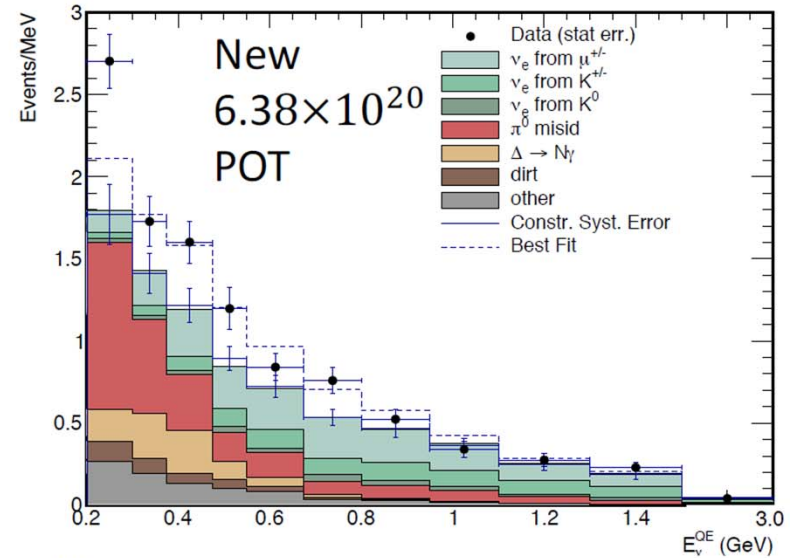 Events/MeV
3
2.5
2
1.5
1
0.5
0
New
6.38×10²⁰
POT
Data (stat err.)
νe from μ+/-
νe from K+/-
νe from K⁰
π⁰ misid
Δ → Nγ
dirt
other
Constr. Syst. Error
Best Fit
0.2 0.4 0.6 0.8 1 1.2 1.4 3.0
EνQE (GeV)